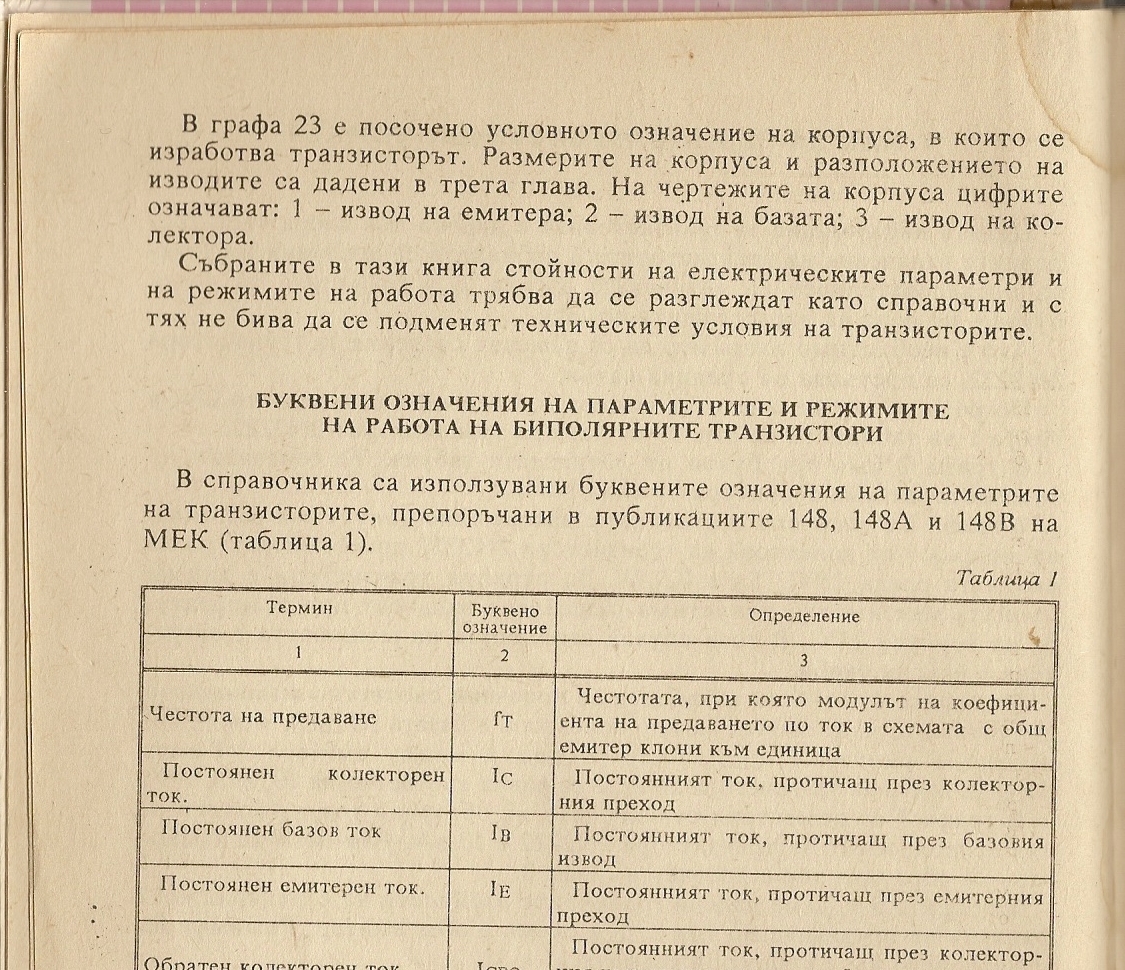 В графа 23 е посочено условното означение на корпуса, в които се
изработва транзисторът. Размерите на корпуса и разположението на
изводите са дадени в трета глава. На чертежите на корпуса цифрите
означават: 1 – извод на емитера; 2 – извод на базата; 3 – извод на ко-
лектора.
Събраните в тази книга стойности на електрическите параметри и
на режимите на работа трябва да се разглеждат като справочни и с
тях не бива да се подменят техническите условия на транзисторите.
БУКВЕНИ ОЗНАЧЕНИЯ НА ПАРАМЕТРИТЕ И РЕЖИМИТЕ
НА РАБОТА НА БИПОЛЯРНИТЕ ТРАНЗИСТОРИ
В справочника са използувани буквените означения на параметрите
на транзисторите, препоръчани в публикациите 148, 148А и 148В на
МЕК (таблица 1).
Таблица 1
Термин
Буквено
означение
Определение
1
2
3
Честота на предаване
fT
Честотата, при която модулът на коефици-
ента на предаването по ток в схемата с общ
емитер клони към единица
Постоянен колекторен
ток.
IC
Постоянният ток, протичащ през колектор-
ния преход
Постоянен базов ток
IB
Постоянният ток, протичащ през базовия
извод
Постоянен емитерен ток.
IE
Постоянният ток, протичащ през емитерния
преход
Обратен колекторен ток
ICBO
Постоянният ток, протичащ през колектор-